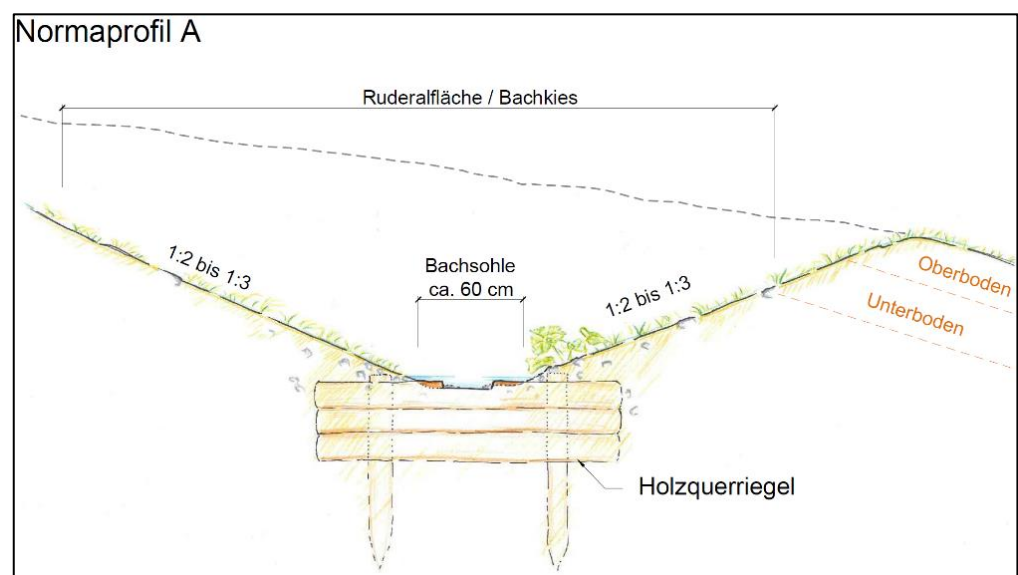 Normaprofil A
Ruderalfläche / Bachkies
1:2 bis 1:3
Bachsohle
ca. 60 cm
1:2 bis 1:3
Oberboden
Unterboden
Holzquerriegel